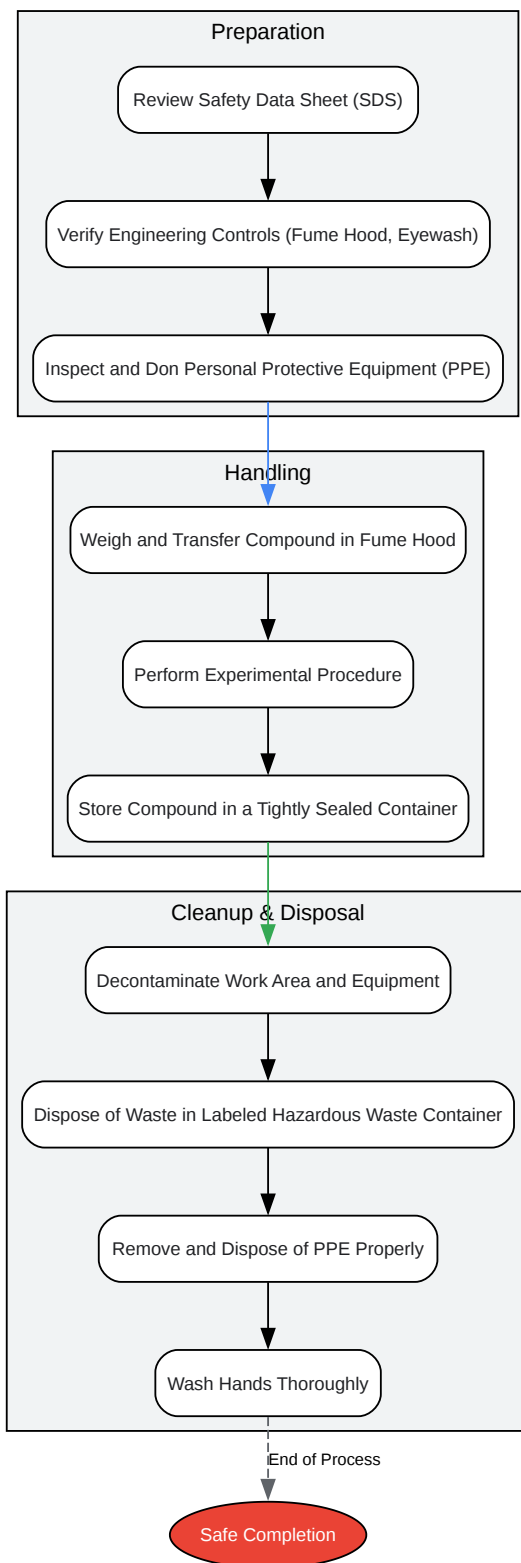 Preparation
Review Safety Data Sheet (SDS)
Verify Engineering Controls (Fume Hood, Eyewash)
Inspect and Don Personal Protective Equipment (PPE)
Handling
Weigh and Transfer Compound in Fume Hood
Perform Experimental Procedure
Store Compound in a Tightly Sealed Container
Cleanup & Disposal
Decontaminate Work Area and Equipment
Dispose of Waste in Labeled Hazardous Waste Container
Remove and Dispose of PPE Properly
Wash Hands Thoroughly
End of Process
Safe Completion